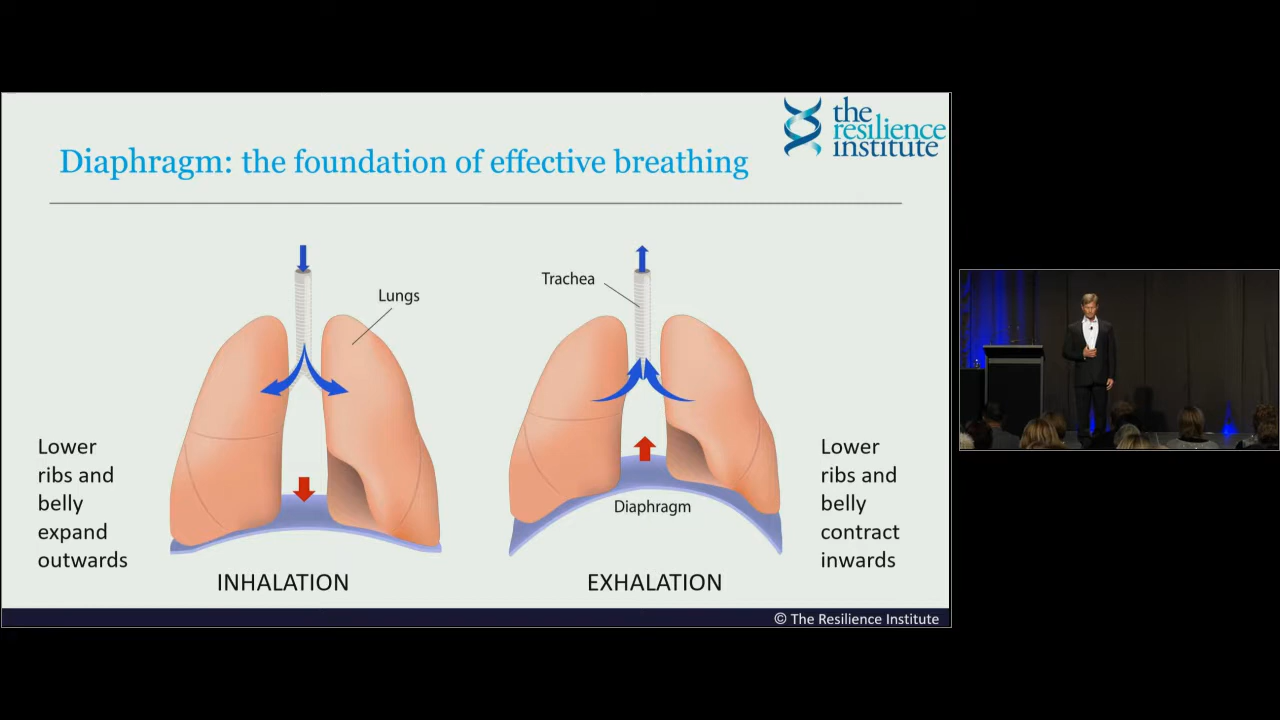 the
resilience
institute
Diaphragm: the foundation of effective breathing
Lungs
Trachea
Lower
ribs and
belly
expand
outwards
Lower
ribs and
belly
contract
inwards
Diaphragm
INHALATION
EXHALATION
© The Resilience Institute